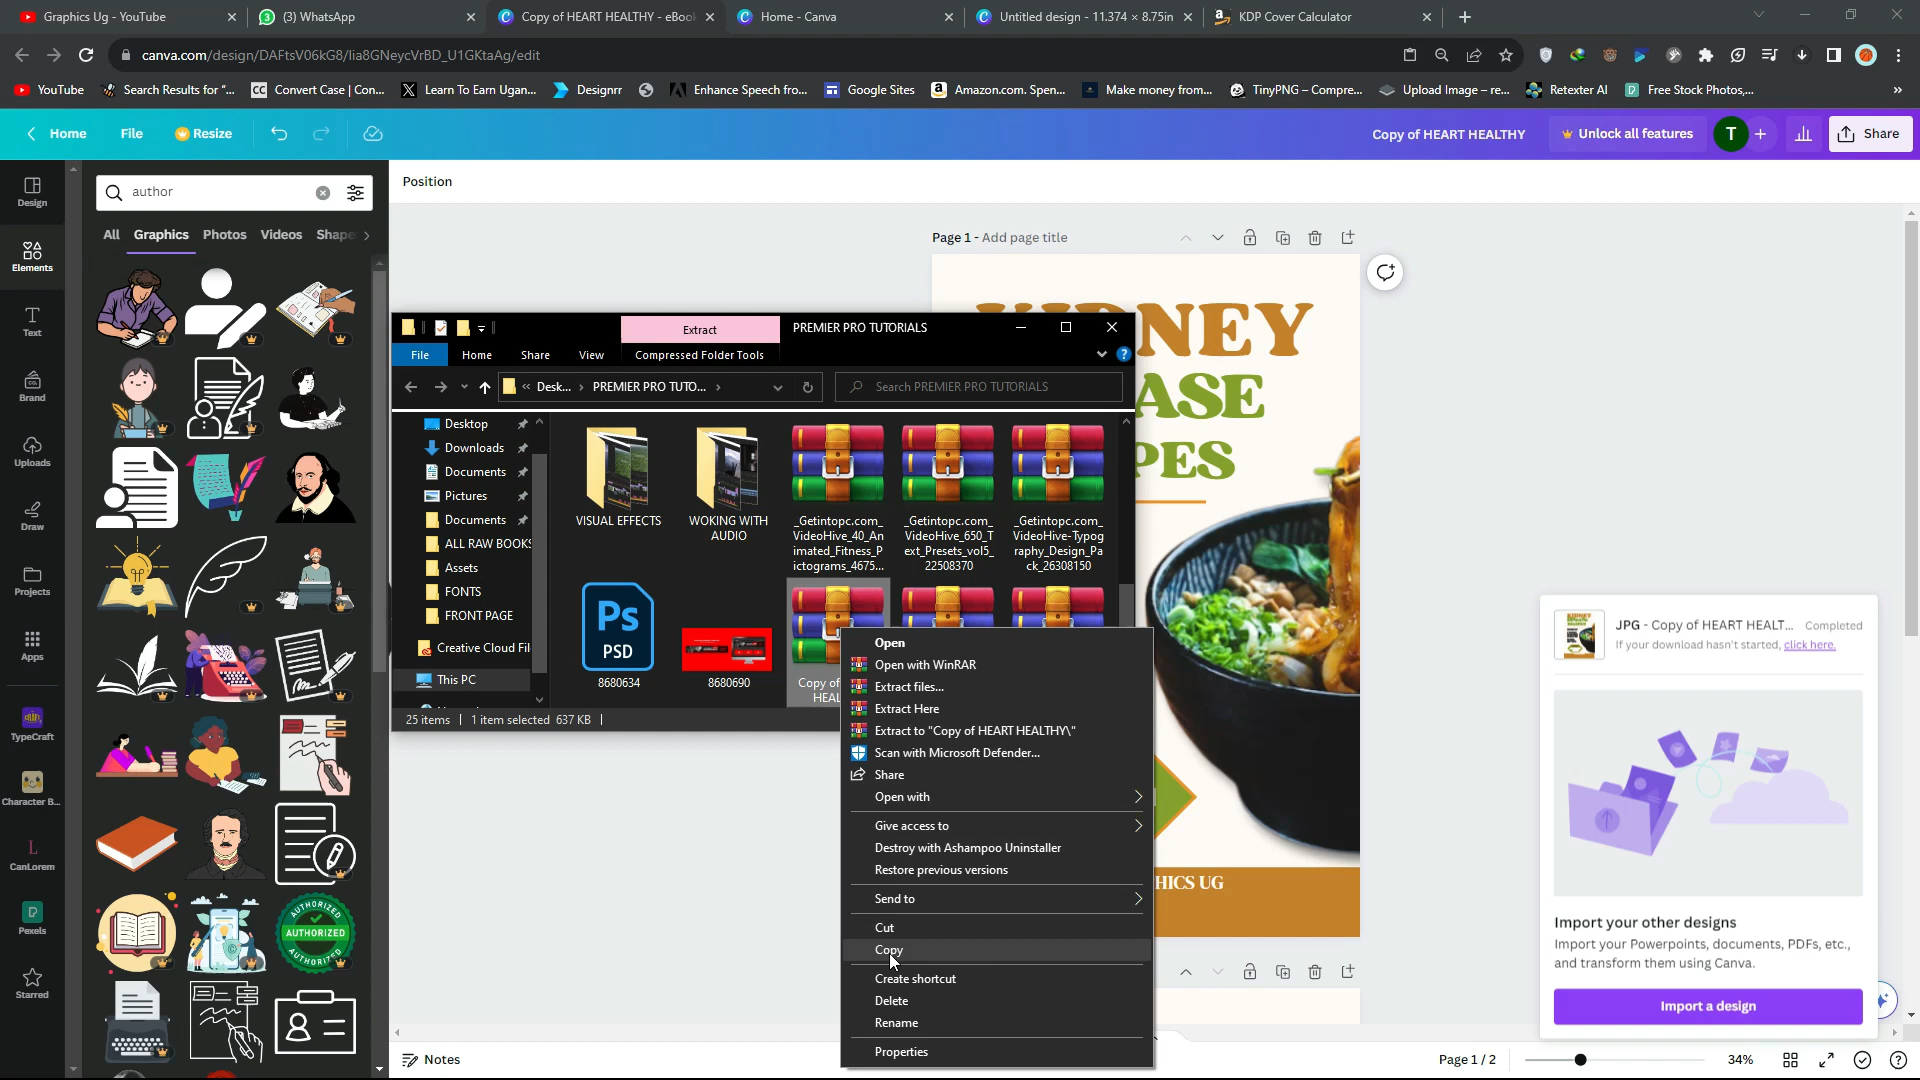 Graphics Ug - YouTube
(3) WhatsApp
Copy of HEART HEALTHY - eBook
Home - Canva
Untitled design - 11.374 × 8.75in
KDP Cover Calculator
canva.com/design/DAFtsV06kG8/Iia8GNeycVrBD_U1GKtaAg/edit
YouTube
Search Results for "...
Convert Case | Con...
Learn To Earn Ugan...
Designrr
Enhance Speech fro...
Google Sites
Amazon.com. Spen...
Make money from...
TinyPNG – Compre...
Upload Image – re...
Retexter AI
Free Stock Photos,...
Home
File
Resize
Copy of HEART HEALTHY
Unlock all features
T
Share
Design
Elements
Text
Brand
Uploads
Draw
Projects
Apps
TypeCraft
Character B...
CanLorem
Pexels
Starred
author
All
Graphics
Photos
Videos
Shape
AUTHORIZED
Position
Page 1 - Add page title
KIDNEY
ASE
PES
HICS UG
Extract
PREMIER PRO TUTORIALS
File
Home
Share
View
Compressed Folder Tools
« Desk... › PREMIER PRO TUTO... ›
Search PREMIER PRO TUTORIALS
Desktop
Downloads
Documents
Pictures
Documents
ALL RAW BOOKS
Assets
FONTS
FRONT PAGE
Creative Cloud Fil
This PC
VISUAL EFFECTS
WOKING WITH
AUDIO
_Getintopc.com_
VideoHive_40_An
imated_Fitness_P
ictograms_4675...
_Getintopc.com_
VideoHive_650_T
ext_Presets_vol5_
22508370
_Getintopc.com_
VideoHive-Typog
raphy_Design_Pa
ck_26308150
Ps
PSD
8680634
8680690
Copy of
HEAL
25 items
1 item selected 637 KB
Open
Open with WinRAR
Extract files...
Extract Here
Extract to "Copy of HEART HEALTHY\"
Scan with Microsoft Defender...
Share
Open with
Give access to
Destroy with Ashampoo Uninstaller
Restore previous versions
Send to
Cut
Copy
Create shortcut
Delete
Rename
Properties
JPG - Copy of HEART HEALT...
Completed
If your download hasn't started, click here.
Import your other designs
Import your Powerpoints, documents, PDFs, etc.,
and transform them using Canva.
Import a design
Notes
Page 1 / 2
34%